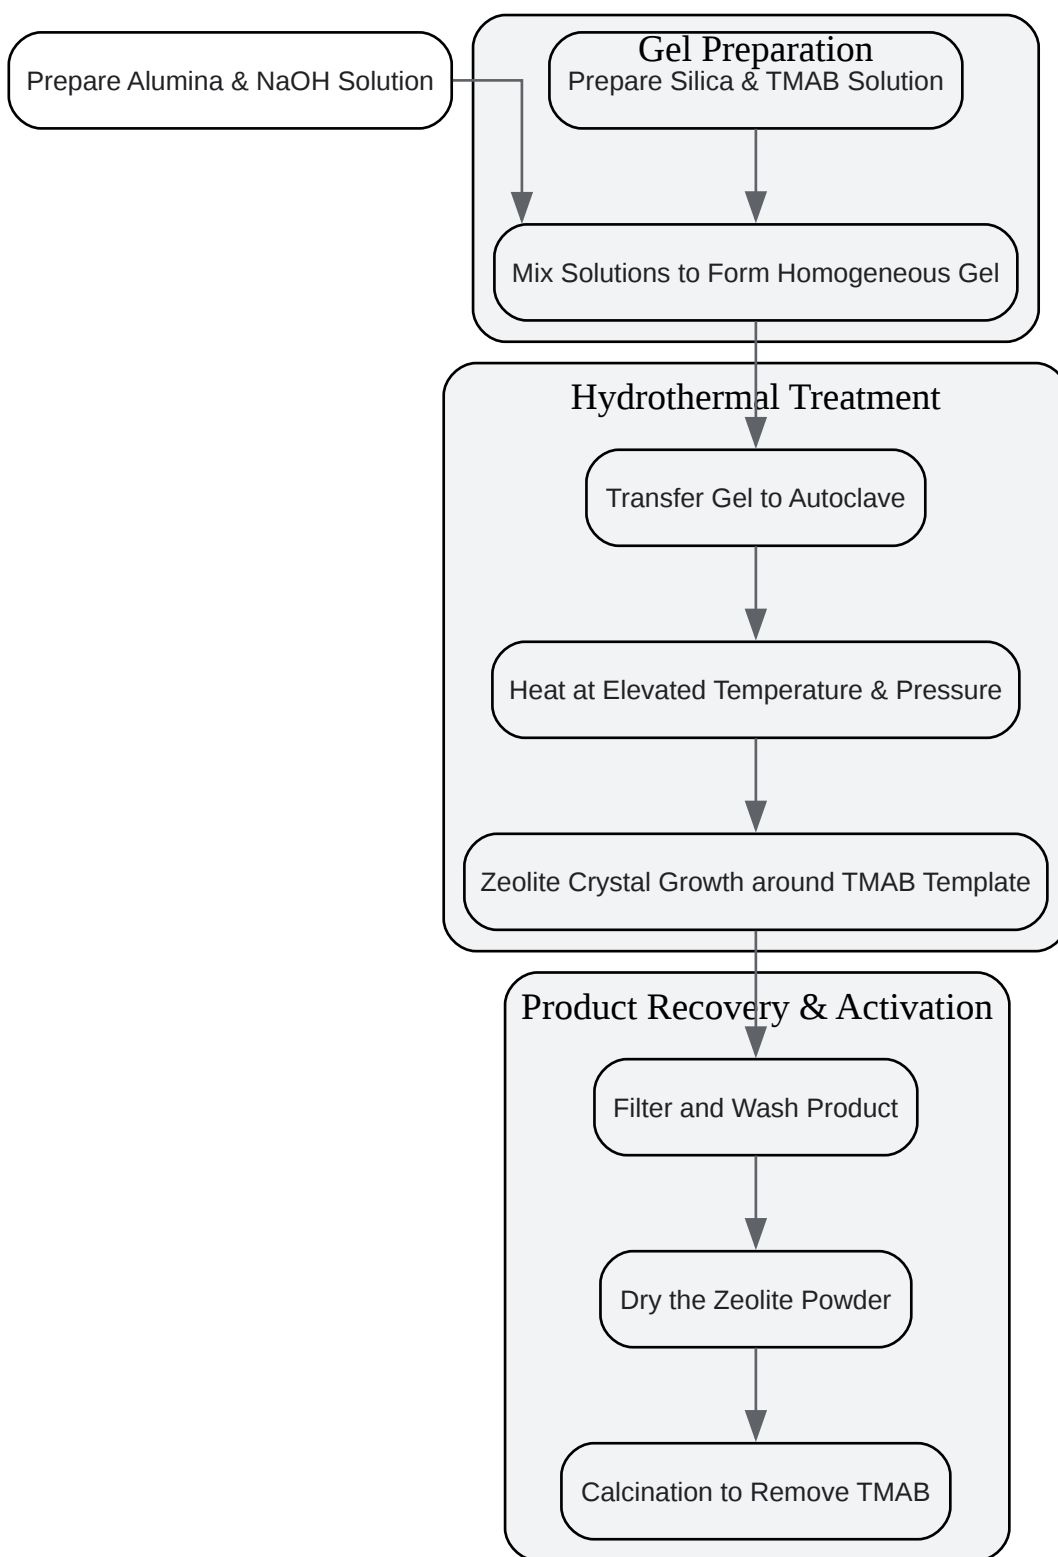 Gel Preparation
Prepare Alumina & NaOH Solution
Prepare Silica & TMAB Solution
Mix Solutions to Form Homogeneous Gel
Hydrothermal Treatment
Transfer Gel to Autoclave
Heat at Elevated Temperature & Pressure
Zeolite Crystal Growth around TMAB Template
Product Recovery & Activation
Filter and Wash Product
Dry the Zeolite Powder
Calcination to Remove TMAB